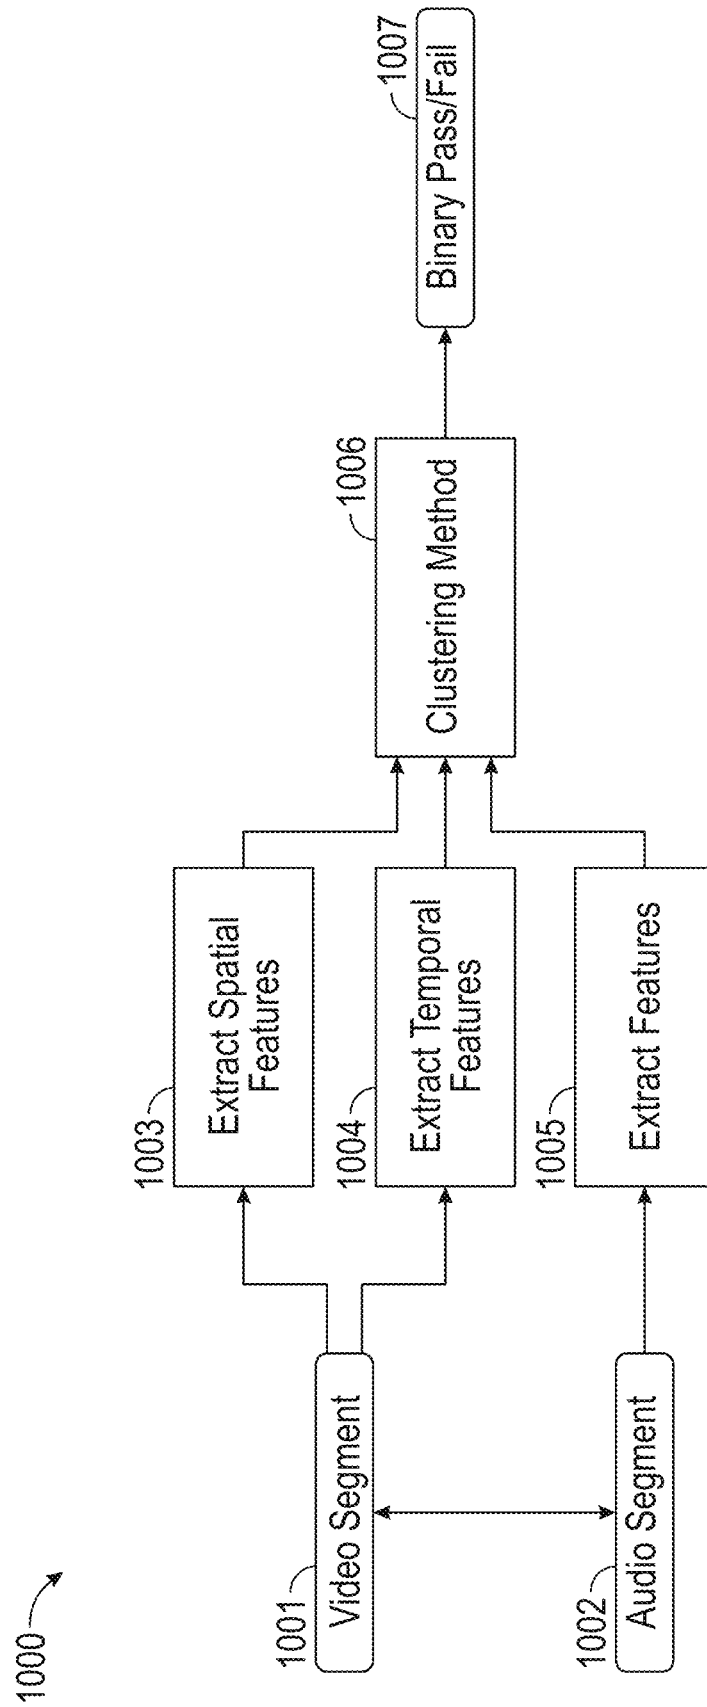 1000
1001
Video Segment
1002
Audio Segment
1003
Extract Spatial
Features
1004
Extract Temporal
Features
1005
Extract Features
1006
Clustering Method
1007
Binary Pass/Fail